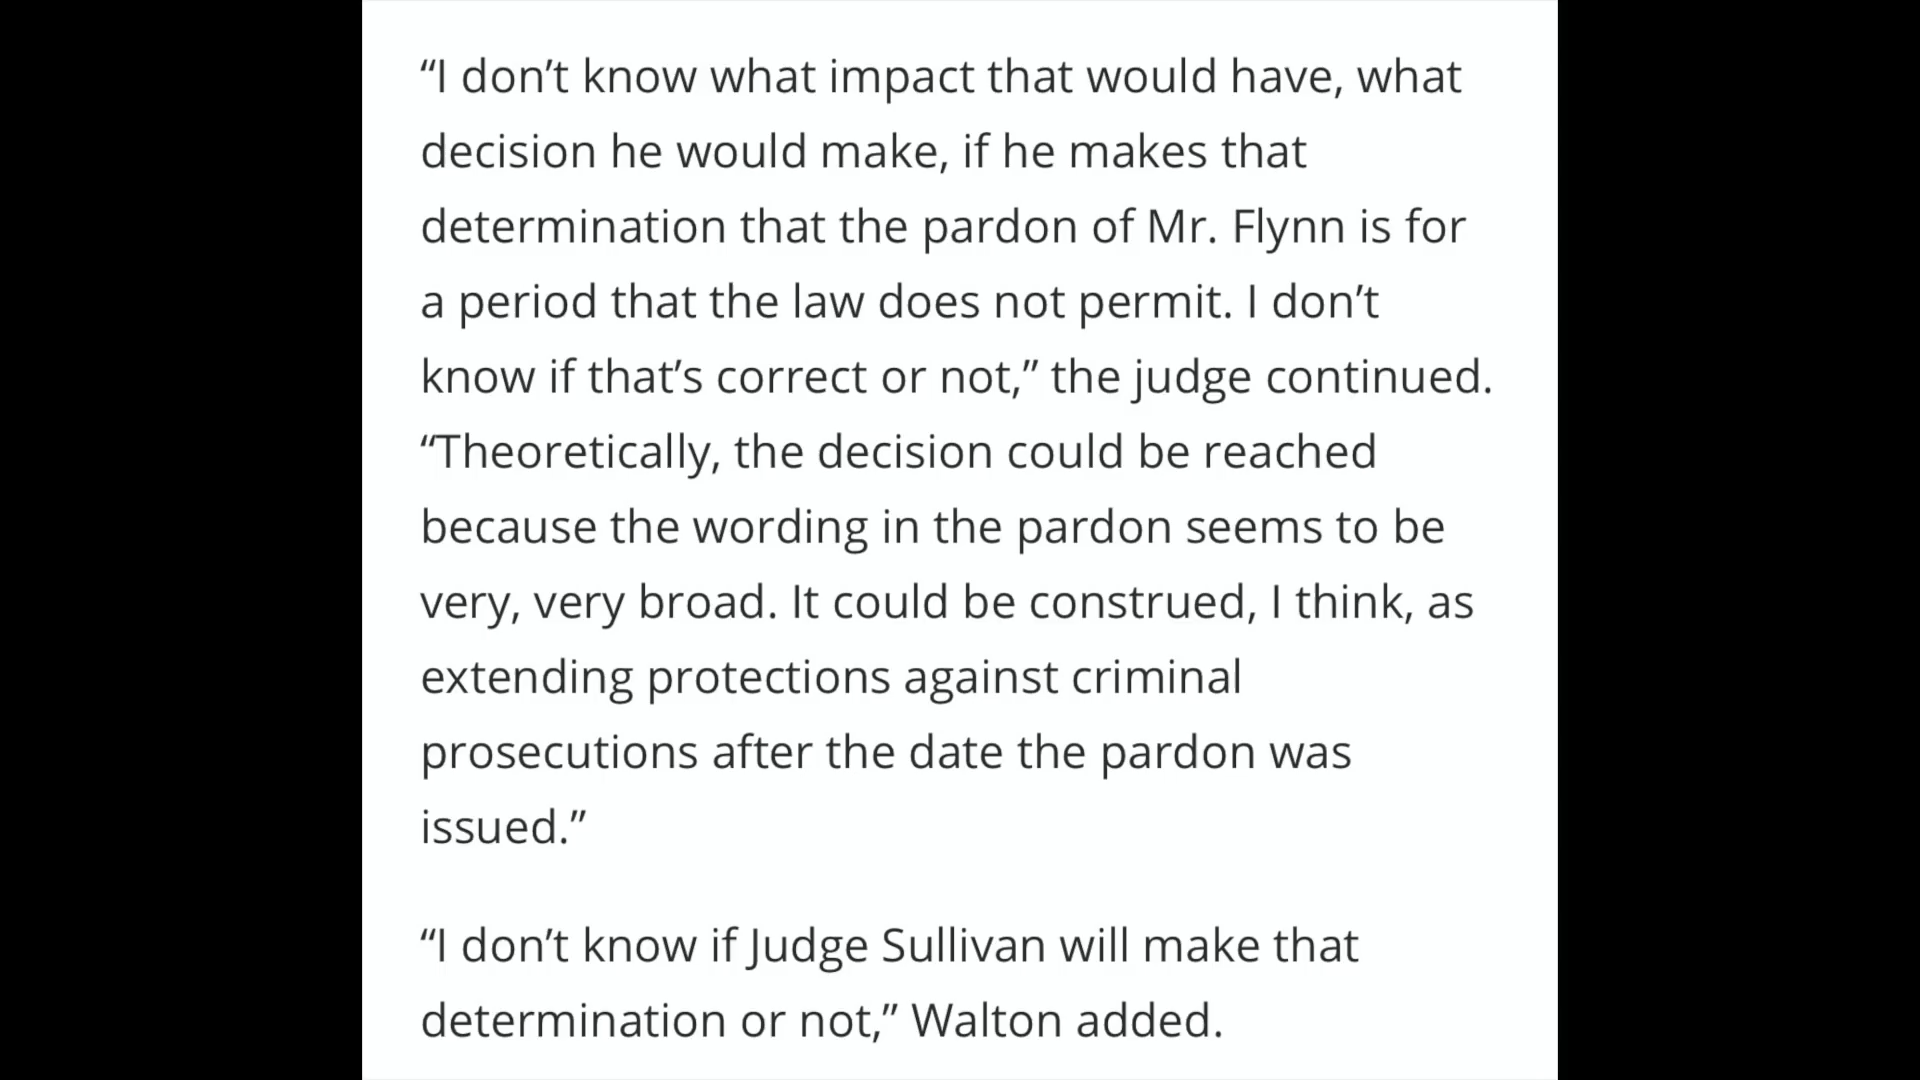 “I don’t know what impact that would have, what
decision he would make, if he makes that
determination that the pardon of Mr. Flynn is for
a period that the law does not permit. I don’t
know if that’s correct or not,” the judge continued.
“Theoretically, the decision could be reached
because the wording in the pardon seems to be
very, very broad. It could be construed, I think, as
extending protections against criminal
prosecutions after the date the pardon was
issued.”
“I don’t know if Judge Sullivan will make that
determination or not,” Walton added.